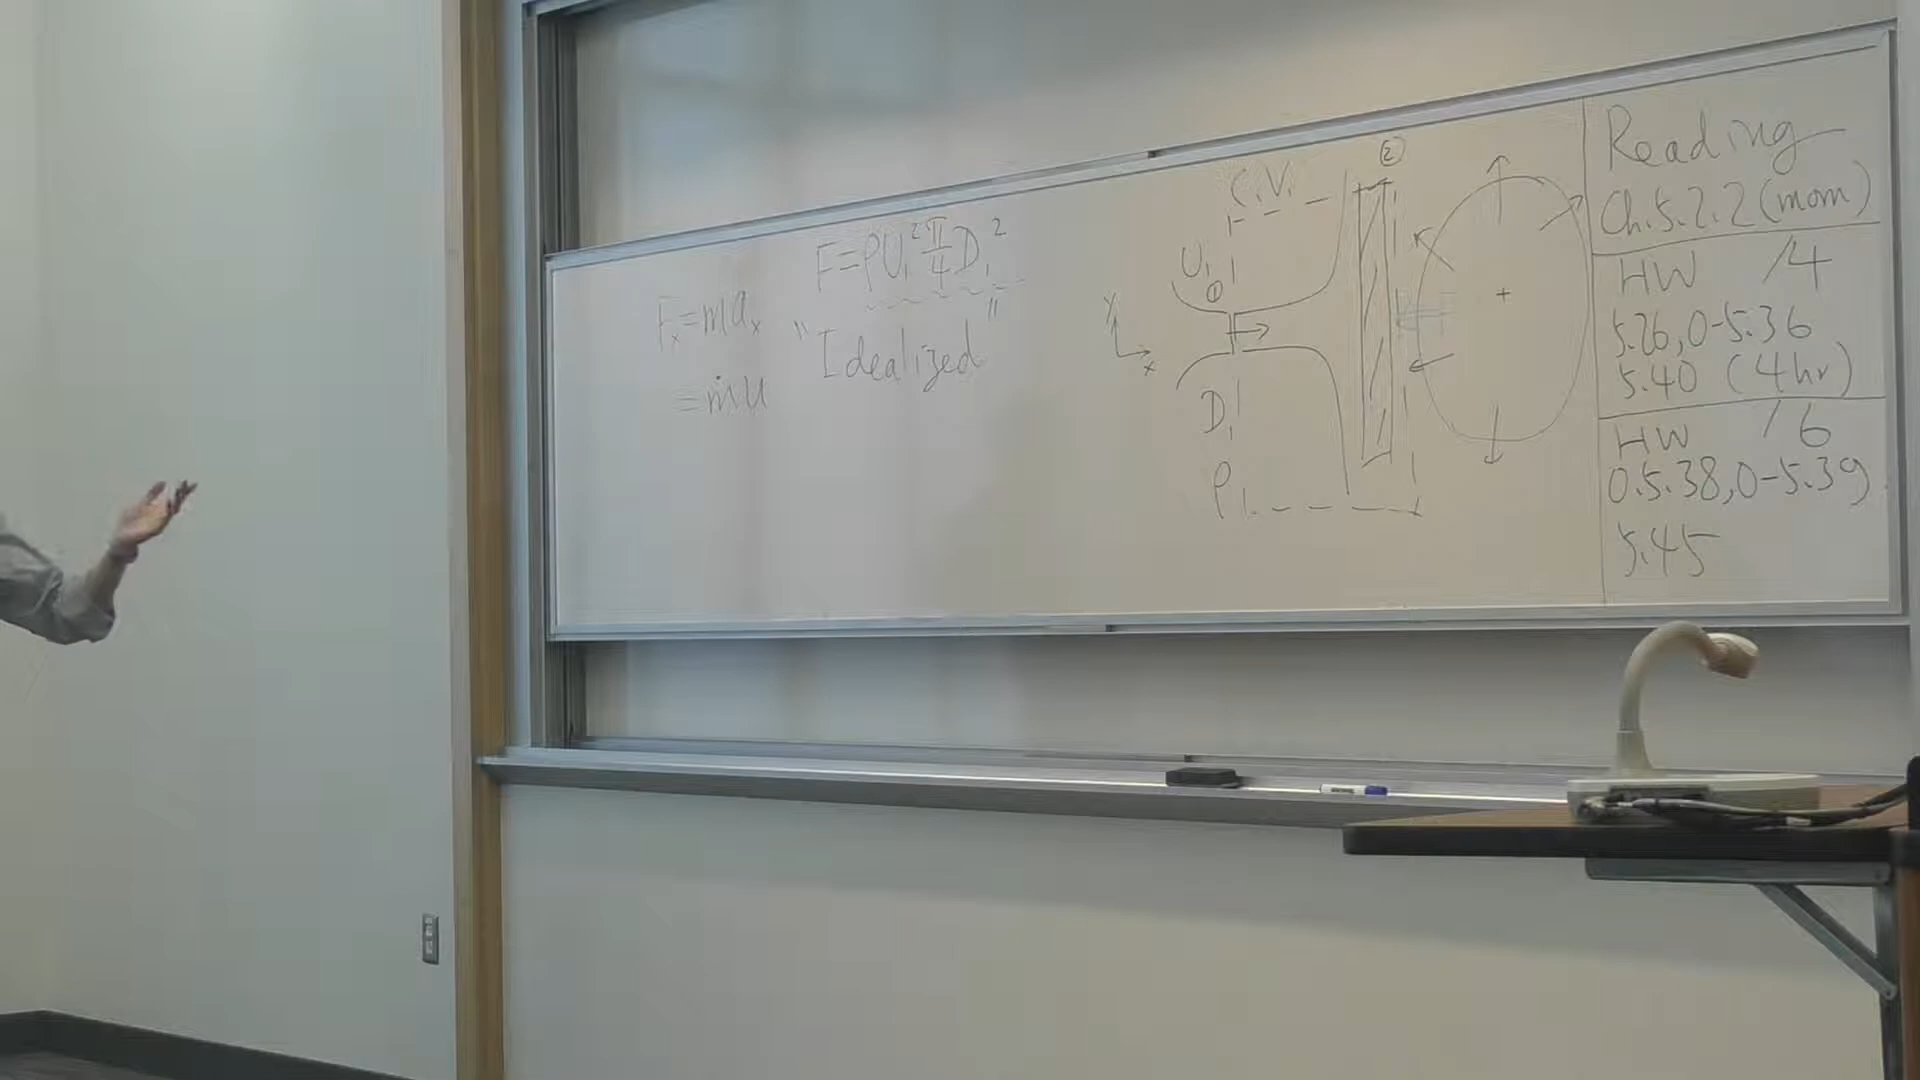 Fₓ=maₓ
=ṁu
F=ρU₁²π/4D₁²
"Idealized"
C.V.
②
U₁
①
y
x
D₁
ρ
+
Reading
Ch.5.2.2(mom)
HW /4
5.26,0-5.36
5.40 (4hr)
HW /6
0.5.38,0-5.39
5.45